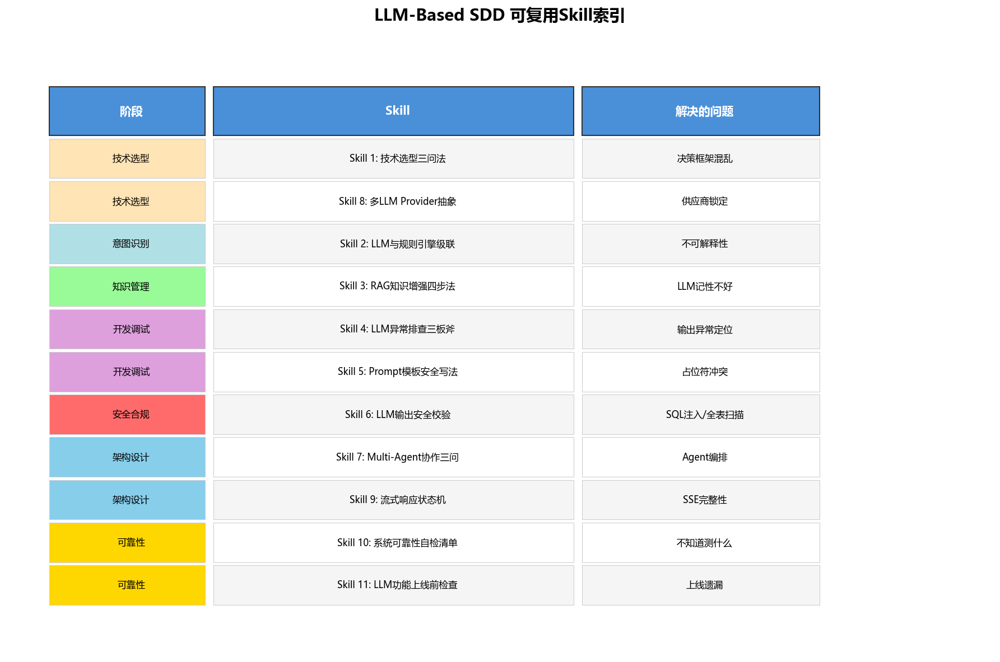 LLM-Based SDD 可复用Skill索引
阶段 Skill 解决的问题
技术选型 Skill 1: 技术选型三问法 决策框架混乱
技术选型 Skill 8: 多LLM Provider抽象 供应商锁定
意图识别 Skill 2: LLM与规则引擎级联 不可解释性
知识管理 Skill 3: RAG知识增强四步法 LLM记性不好
开发调试 Skill 4: LLM异常排查三板斧 输出异常定位
开发调试 Skill 5: Prompt模板安全写法 占位符冲突
安全合规 Skill 6: LLM输出安全校验 SQL注入/全表扫描
架构设计 Skill 7: Multi-Agent协作三问 Agent编排
架构设计 Skill 9: 流式响应状态机 SSE完整性
可靠性 Skill 10: 系统可靠性自检清单 不知道测什么
可靠性 Skill 11: LLM功能上线前检查 上线遗漏